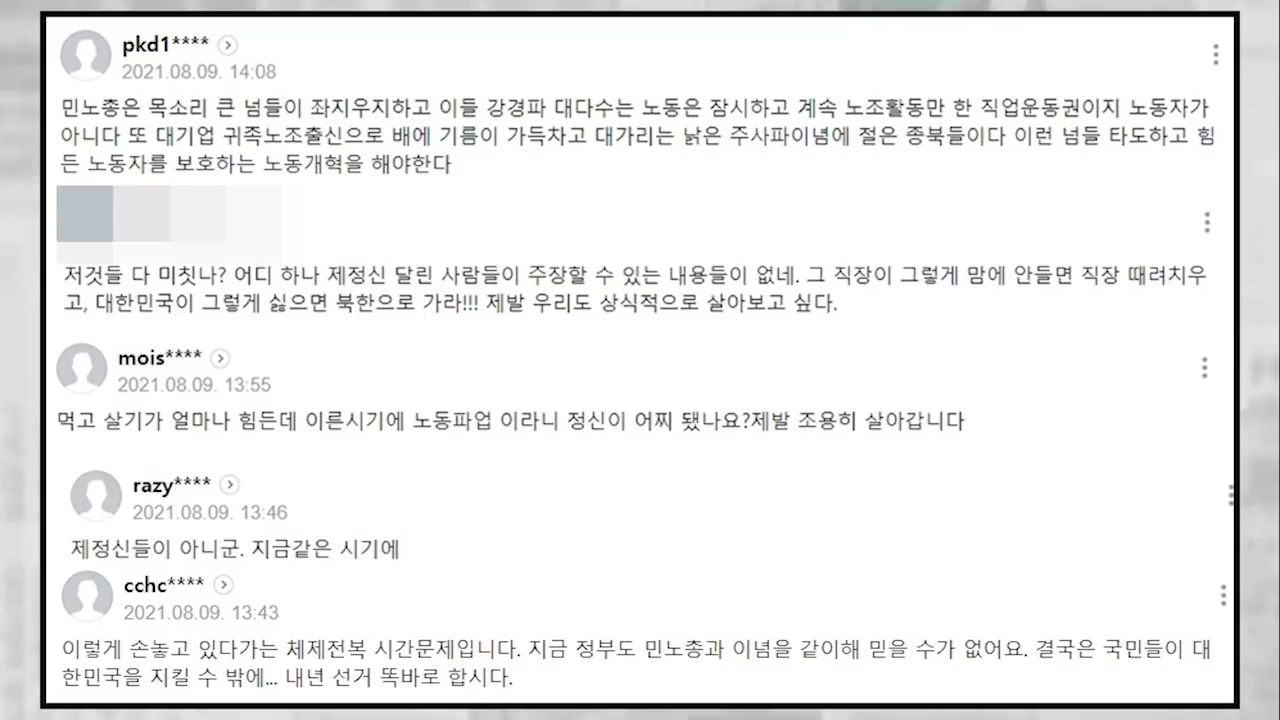 pkd1****
2021.08.09. 14:08
민노총은 목소리 큰 넘들이 좌지우지하고 이들 강경파 대다수는 노동은 잠시하고 계속 노조활동만 한 직업운동권이지 노동자가
아니다 또 대기업 귀족노조출신으로 배에 기름이 가득차고 대가리는 낡은 주사파이념에 절은 종북들이다 이런 넘들 타도하고 힘
든 노동자를 보호하는 노동개혁을 해야한다
저것들 다 미칫나? 어디 하나 제정신 달린 사람들이 주장할 수 있는 내용들이 없네. 그 직장이 그렇게 맘에 안들면 직장 때려치우
고, 대한민국이 그렇게 싫으면 북한으로 가라!!! 제발 우리도 상식적으로 살아보고 싶다.
mois****
2021.08.09. 13:55
먹고 살기가 얼마나 힘든데 이른시기에 노동파업 이라니 정신이 어찌 됐나요?제발 조용히 살아갑니다
razy****
2021.08.09. 13:46
제정신들이 아니군. 지금같은 시기에
cchc****
2021.08.09. 13:43
이렇게 손놓고 있다가는 체제전복 시간문제입니다. 지금 정부도 민노총과 이념을 같이해 믿을 수가 없어요. 결국은 국민들이 대
한민국을 지킬 수 밖에... 내년 선거 똑바로 합시다.